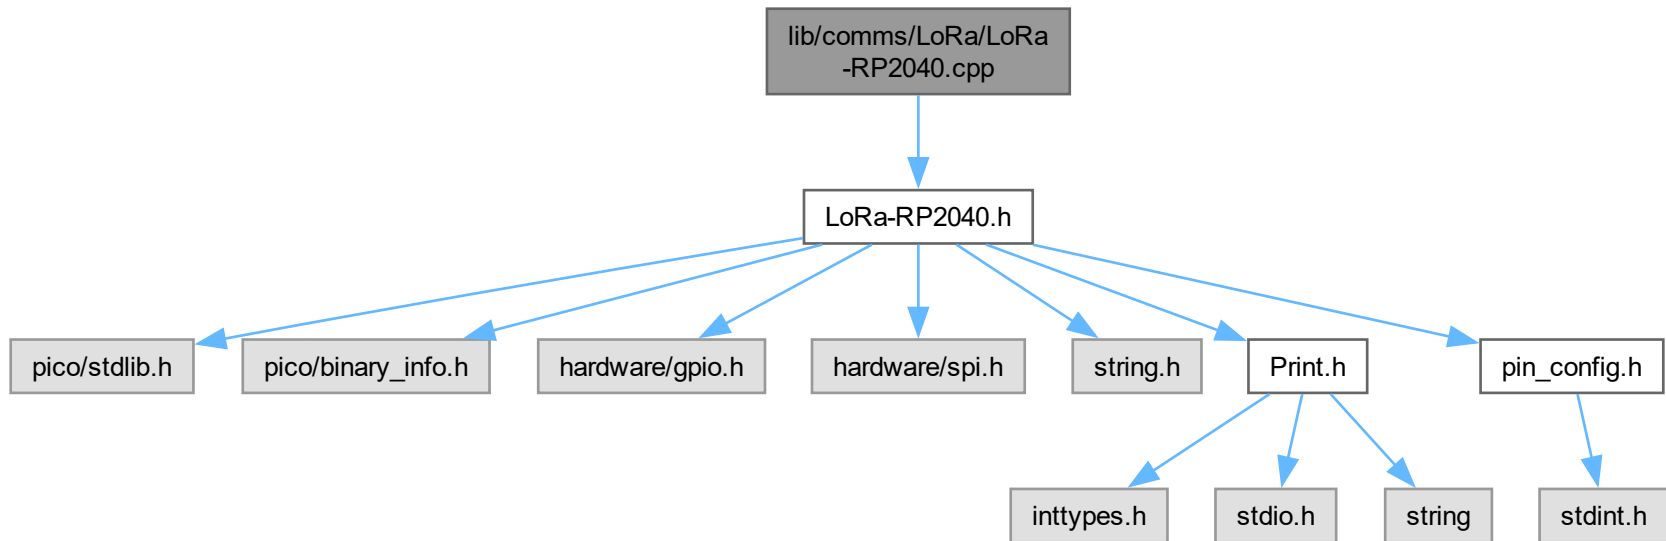 lib/comms/LoRa/LoRa
-RP2040.cpp
LoRa-RP2040.h
pico/stdlib.h
pico/binary_info.h
hardware/gpio.h
hardware/spi.h
string.h
Print.h
pin_config.h
inttypes.h
stdio.h
string
stdint.h